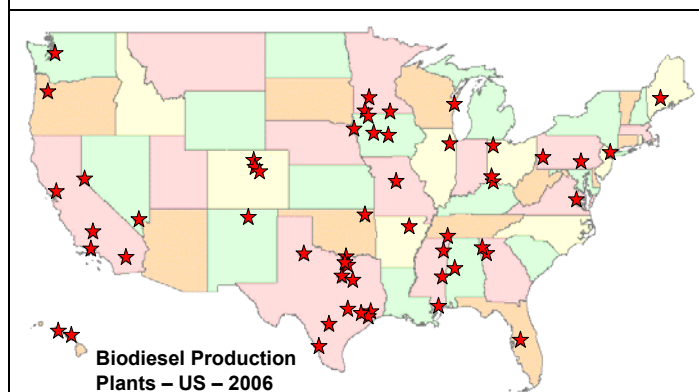 Biodiesel Production
Plants – US – 2006